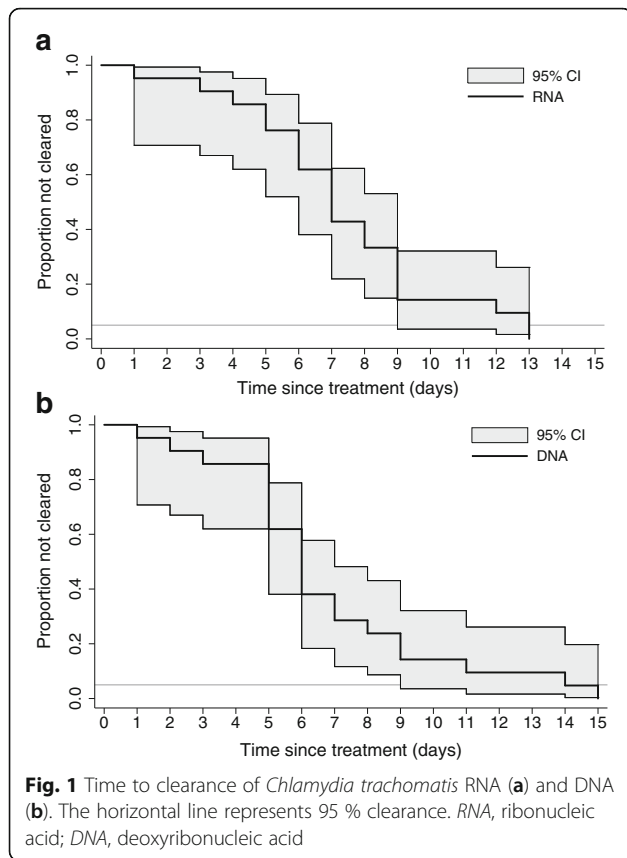 a
95% CI
RNA
Proportion not cleared
0.0 0.2 0.4 0.6 0.8 1.0
0 1 2 3 4 5 6 7 8 9 10 11 12 13 14 15
Time since treatment (days)
b
95% CI
DNA
Proportion not cleared
0.0 0.2 0.4 0.6 0.8 1.0
0 1 2 3 4 5 6 7 8 9 10 11 12 13 14 15
Time since treatment (days)
Fig. 1 Time to clearance of Chlamydia trachomatis RNA (a) and DNA
(b). The horizontal line represents 95 % clearance. RNA, ribonucleic
acid; DNA, deoxyribonucleic acid